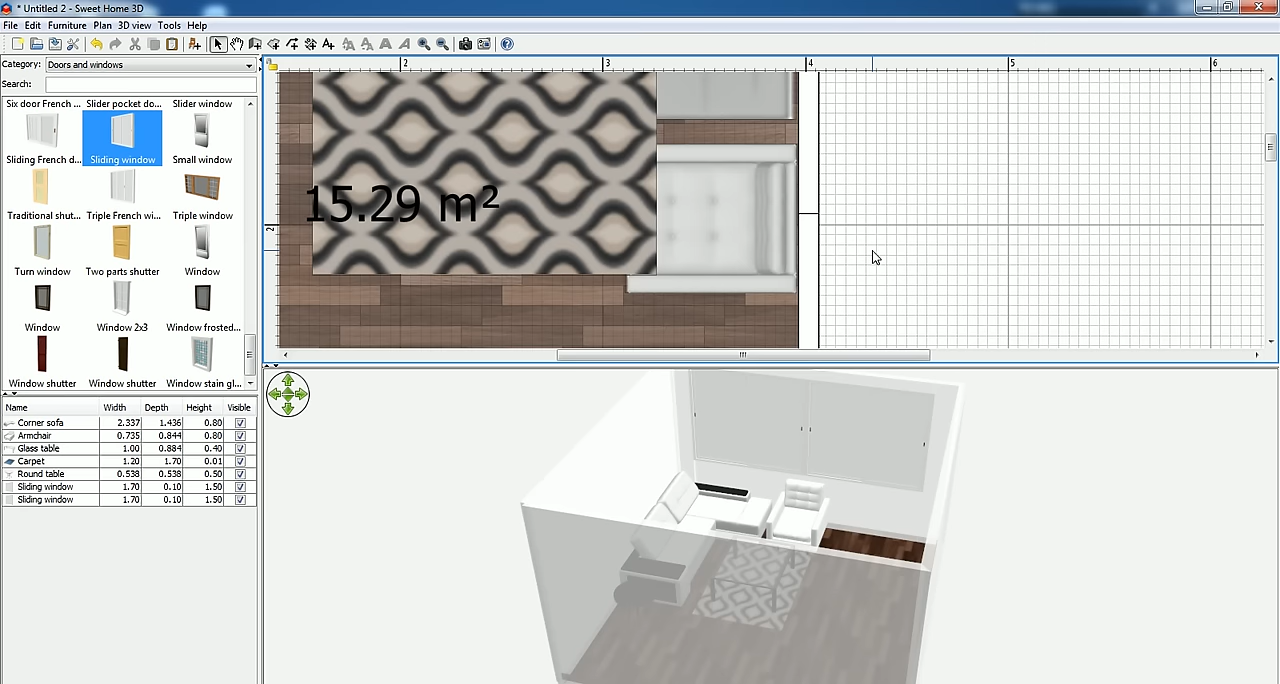 * Untitled 2 - Sweet Home 3D
File Edit Furniture Plan 3D view Tools Help
Category: Doors and windows
Search:
2 3 4 5 6
Six door French ... Slider pocket do... Slider window
Sliding French d... Sliding window Small window
Traditional shut... Triple French wi... Triple window
Turn window Two parts shutter Window
Window Window 2x3 Window frosted...
Window shutter Window shutter Window stain gl...
2
15.29 m²
Name Width Depth Height Visible
Corner sofa 2.337 1.436 0.80
Armchair 0.735 0.844 0.80
Glass table 1.00 0.884 0.40
Carpet 1.20 1.70 0.01
Round table 0.538 0.538 0.50
Sliding window 1.70 0.10 1.50
Sliding window 1.70 0.10 1.50